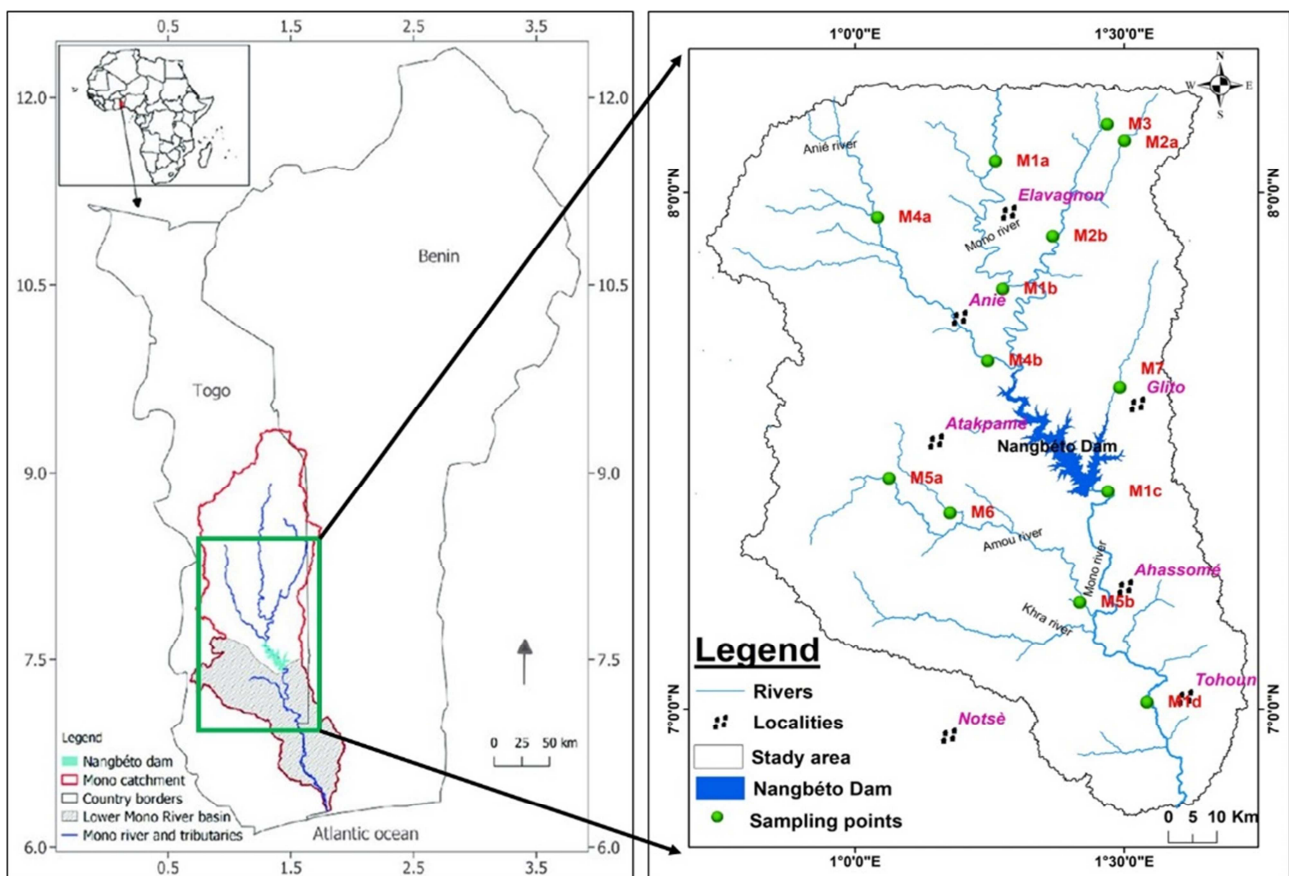 0.5 1.5 2.5 3.5
12.0 12.0
10.5 10.5
9.0 9.0
7.5 7.5
6.0 6.0
0.5 1.5 2.5 3.5
Benin
Togo
Atlantic ocean
0 25 50 km
Legend
Nangbéto dam
Mono catchment
Country borders
Lower Mono River basin
Mono river and tributaries
1°0'0"E 1°30'0"E
N
W E
S
8°0'0"N 8°0'0"N
7°0'0"N 7°0'0"N
1°0'0"E 1°30'0"E
M3
M2a
Anié river
M1a
Elavagnon
M4a
Mono river
M2b
M1b
Anie
M4b
M7
Glito
Atakpamé
Nangbéto Dam
M5a
M1c
M6
Amou river
Mono river
Ahassomé
M5b
Khra river
Tohoun
M1d
Notsè
Legend
Rivers
Localities
Stady area
Nangbéto Dam
Sampling points
0 5 10 Km